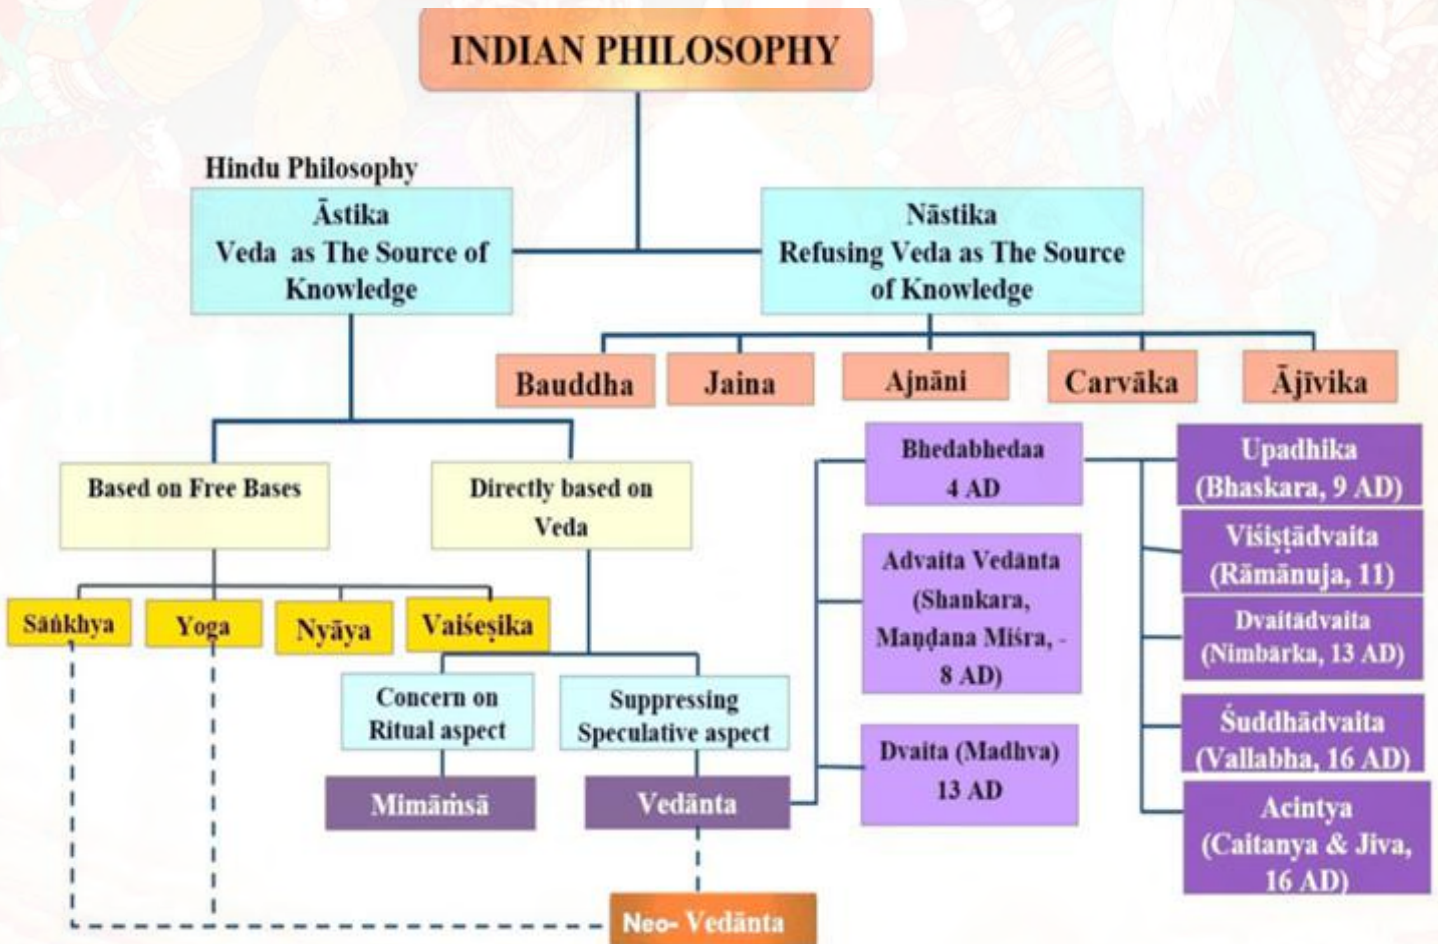 INDIAN PHILOSOPHY
Hindu Philosophy
Āstika
Veda as The Source of
Knowledge
Nāstika
Refusing Veda as The Source
of Knowledge
Bauddha
Jaina
Ajnāni
Carvāka
Ājīvika
Based on Free Bases
Directly based on
Veda
Sāṅkhya
Yoga
Nyāya
Vaiśeṣika
Concern on
Ritual aspect
Suppressing
Speculative aspect
Mimāṁsā
Vedānta
Neo- Vedānta
Bhedabhedaa
4 AD
Advaita Vedānta
(Shankara,
Maṇḍana Miśra, -
8 AD)
Dvaita (Madhva)
13 AD
Upadhika
(Bhaskara, 9 AD)
Viśiṣṭādvaita
(Rāmānuja, 11)
Dvaitādvaita
(Nimbārka, 13 AD)
Śuddhādvaita
(Vallabha, 16 AD)
Acintya
(Caitanya & Jiva,
16 AD)